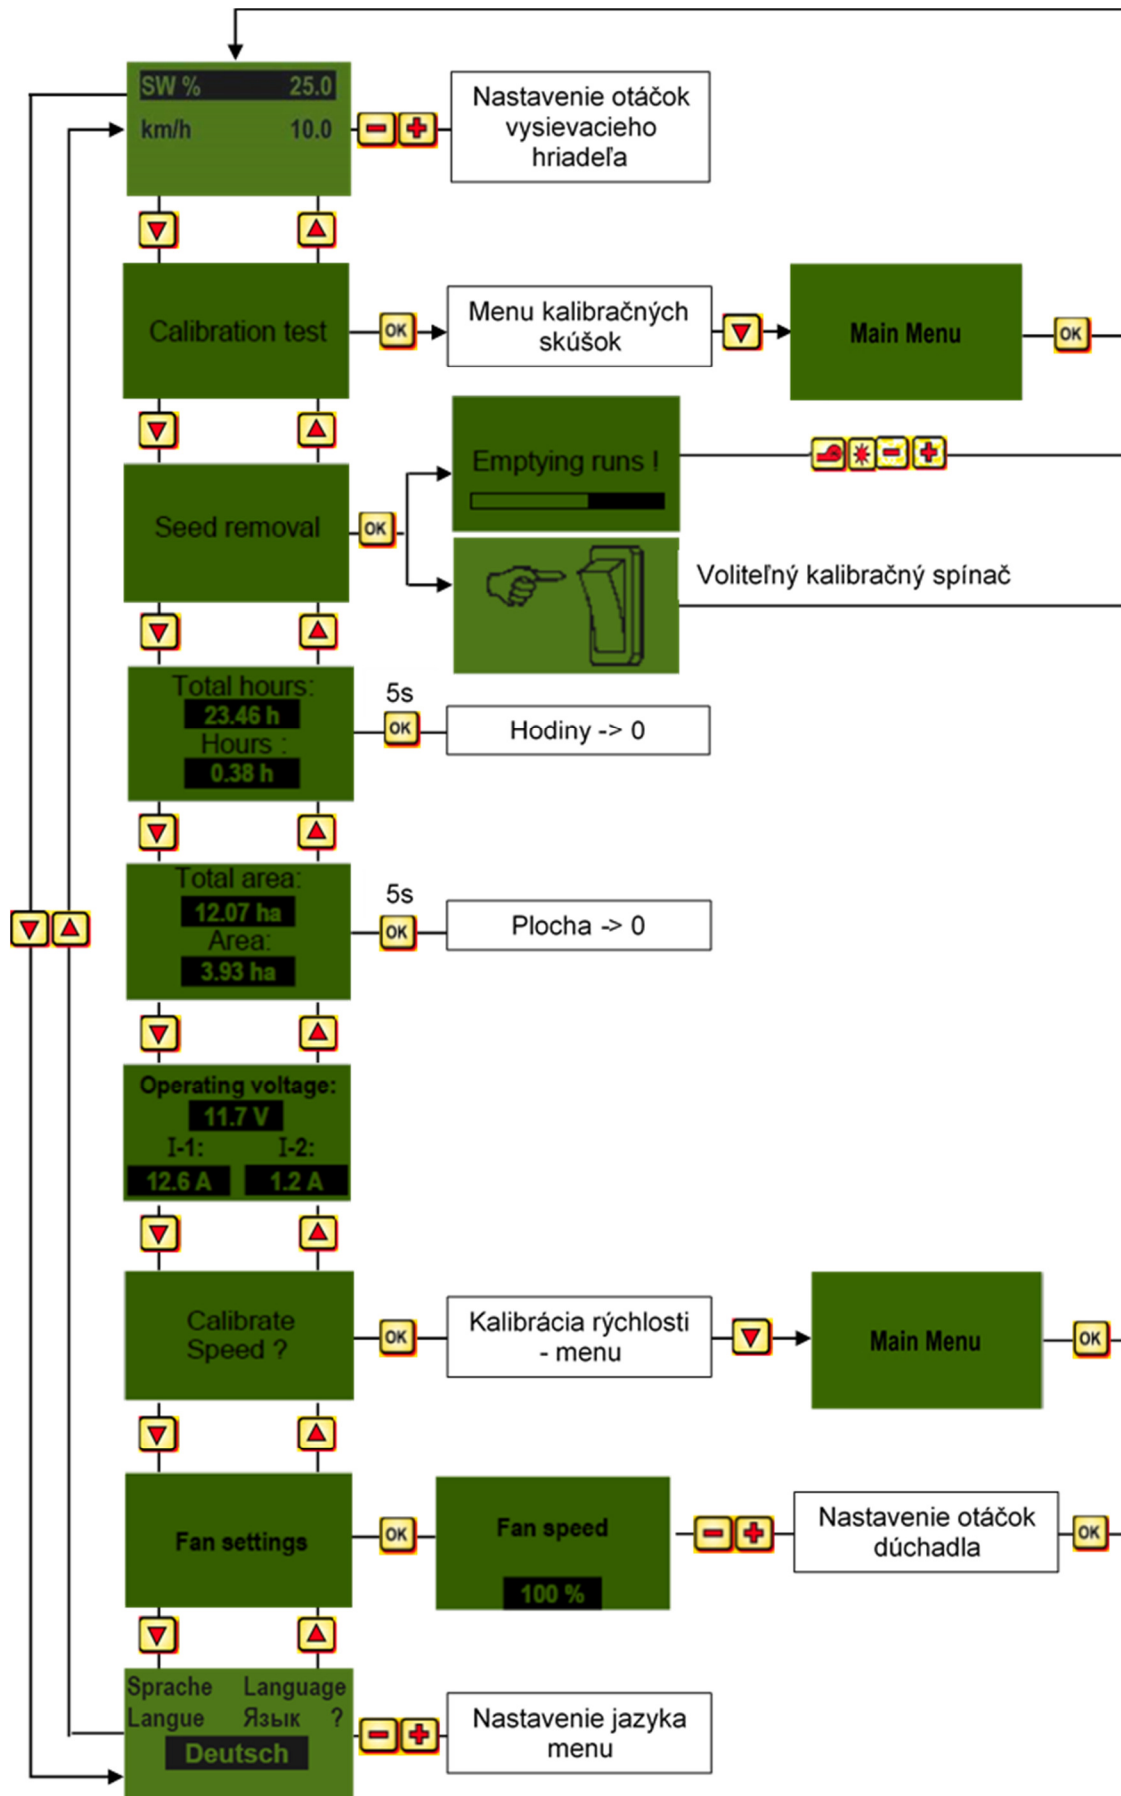 SW % 25.0
km/h 10.0
Nastavenie otáčok
vysievacieho
hriadeľa
Calibration test
OK
Menu kalibračných
skúšok
Main Menu
OK
Seed removal
OK
Emptying runs !
Voliteľný kalibračný spínač
Total hours:
23.46 h
Hours :
0.38 h
5s
OK
Hodiny -> 0
Total area:
12.07 ha
Area:
3.93 ha
5s
OK
Plocha -> 0
Operating voltage:
11.7 V
I-1: I-2:
12.6 A 1.2 A
Calibrate
Speed ?
OK
Kalibrácia rýchlosti
- menu
Main Menu
OK
Fan settings
OK
Fan speed
100 %
Nastavenie otáčok
dúchadla
OK
Sprache Language
Langue Язык ?
Deutsch
Nastavenie jazyka
menu